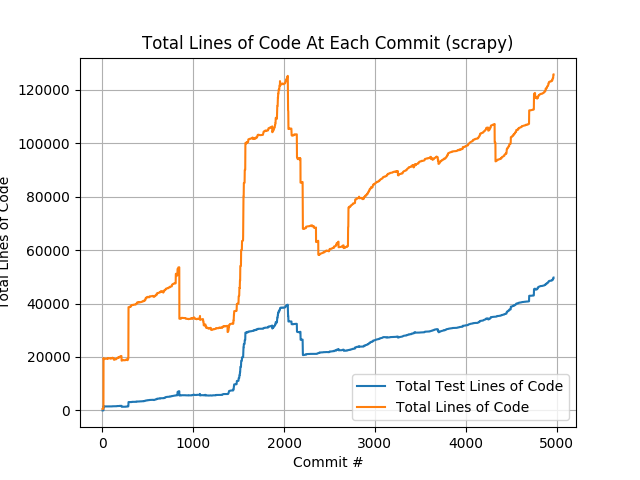 Total Lines of Code At Each Commit (scrapy)
Total Lines of Code
120000
100000
80000
60000
40000
20000
0
0 1000 2000 3000 4000 5000
Commit #
Total Test Lines of Code
Total Lines of Code